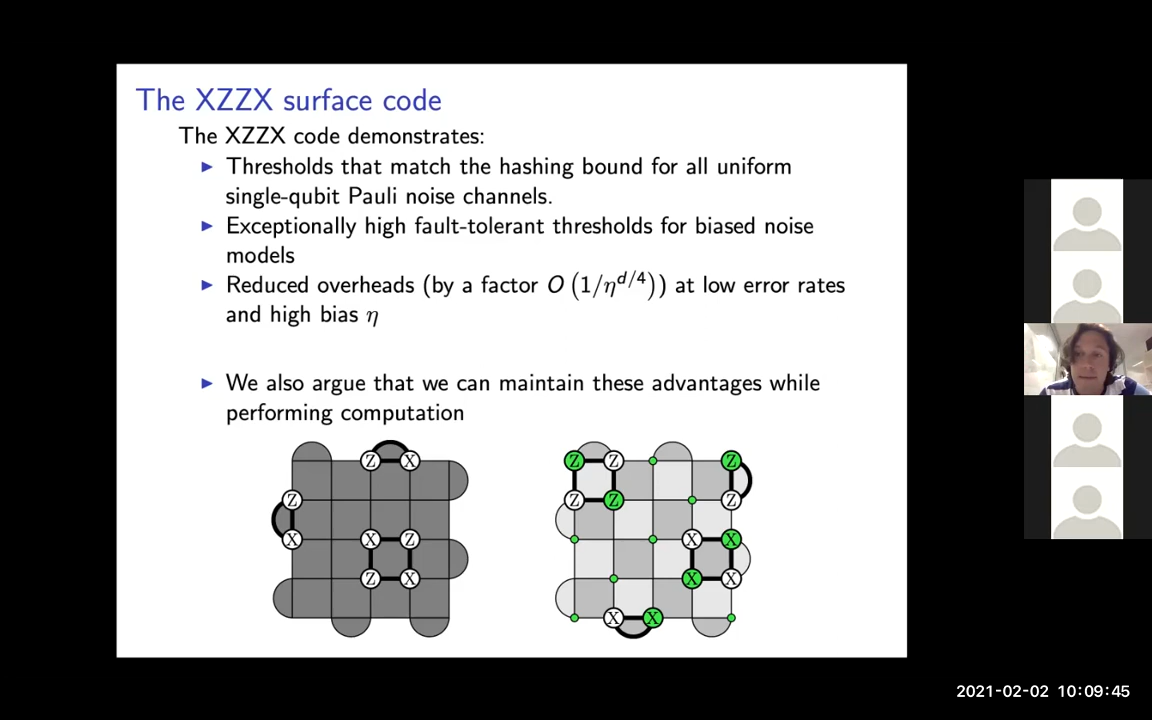 The XZZX surface code
The XZZX code demonstrates:
▶ Thresholds that match the hashing bound for all uniform
single-qubit Pauli noise channels.
▶ Exceptionally high fault-tolerant thresholds for biased noise
models
▶ Reduced overheads (by a factor O (1/η^{d/4})) at low error rates
and high bias η
▶ We also argue that we can maintain these advantages while
performing computation
Z X
Z
X
X Z
Z X
Z Z
Z Z
Z
Z
X X
X X
X X
2021-02-02 10:09:45